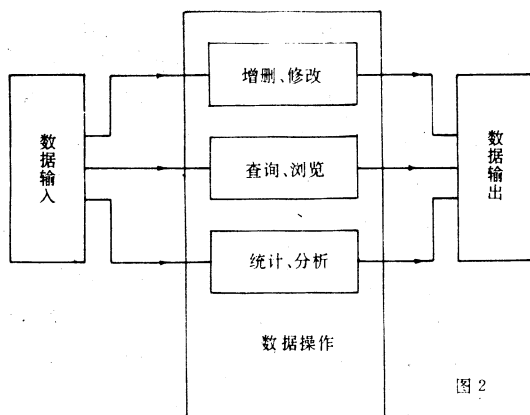 增删、修改
数据输入
查询、浏览
数据输出
统计、分析
数据操作
图 2